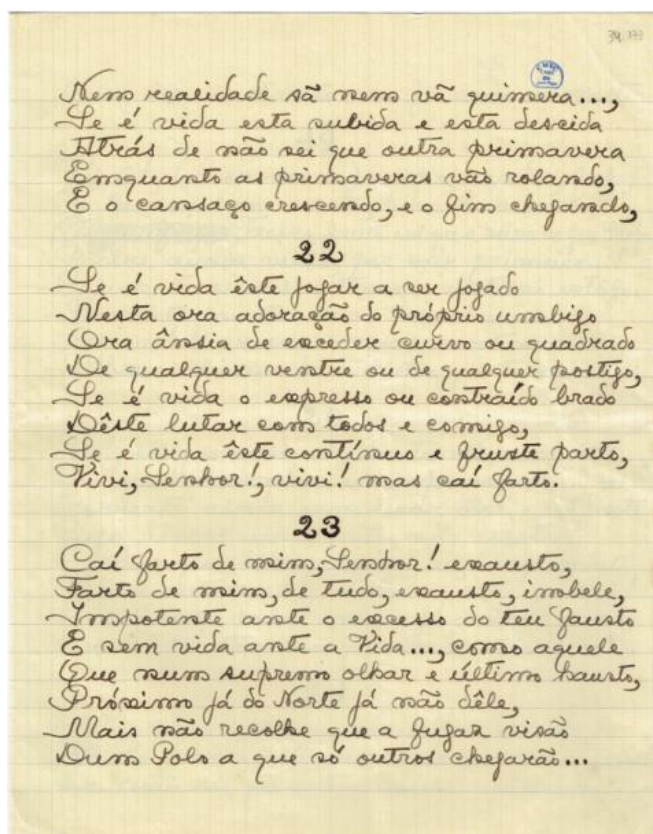 Nem realidade sã nem vã quimera...,
Se é vida esta subida e esta descida
Atrás de não sei que outra primavera
Emquanto as primaveras vão rolando,
E o cansaço crescendo, e o fim chegando,
22
Se é vida êste jogar a ser jogado
Nesta ora adoração do próprio umbigo
Ora ânsia de exceder curvo ou quadrado
De qualquer ventre ou de qualquer postigo,
Se é vida o expresso ou contraído brado
Dêste lutar com todos e comigo,
Se é vida êste contínuo e fruste parto,
Vivi, Senhor!, vivi! mas caí farto.
23
Caí farto de mim, Senhor! exausto,
Farto de mim, de tudo, exausto, imbele,
Impotente ante o excesso do teu fausto
E sem vida ante a Vida..., como aquele
Que num supremo olhar e último hausto,
Próximo já do Norte já não dêle,
Mais não recolhe que a fugaz visão
Dum Polo a que só outros chegarão...